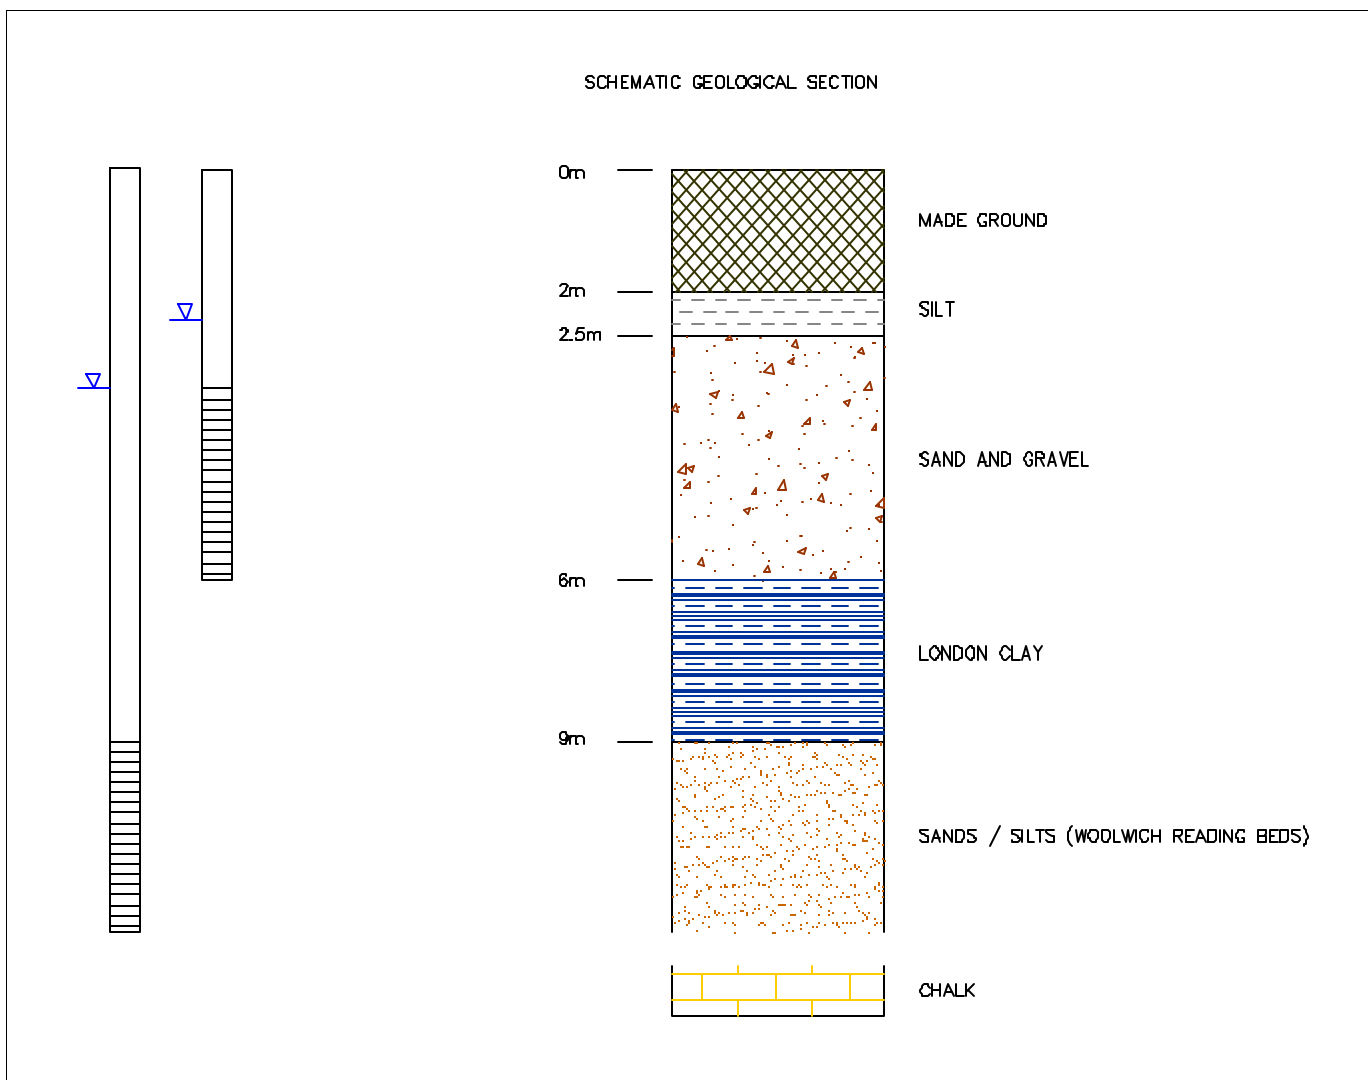 SCHEMATIC GEOLOGICAL SECTION
0m
MADE GROUND
2m
SILT
2.5m
SAND AND GRAVEL
6m
LONDON CLAY
9m
SANDS / SILTS (WOOLWICH READING BEDS)
CHALK